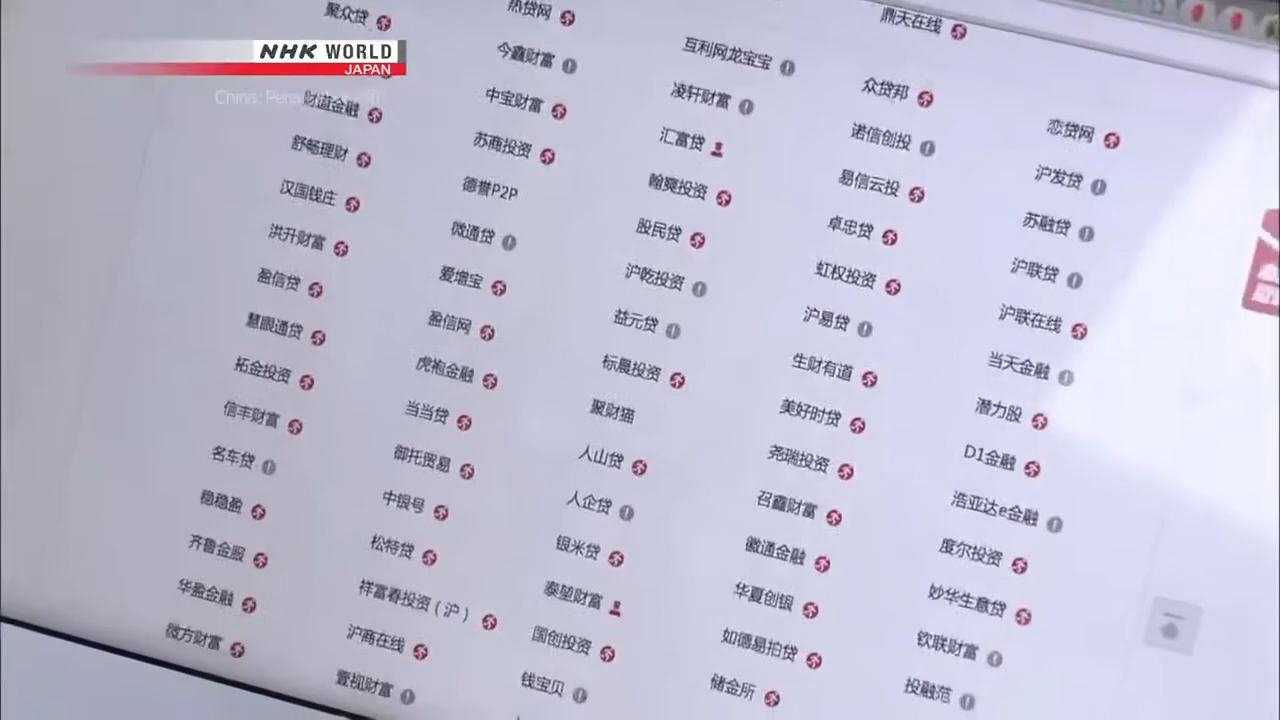 NHK WORLD
JAPAN
聚众贷
热贷网
鼎天在线
今鑫财富
互利网龙宝宝
众贷邦
恋贷网
财道金融
中宝财富
凌轩财富
诺信创投
沪发贷
舒畅理财
苏商投资
汇富贷
易信云投
苏融贷
汉国钱庄
德誉P2P
翰爽投资
卓忠贷
沪联贷
洪升财富
微通贷
股民贷
虹权投资
沪联在线
盈信贷
爱增宝
沪乾投资
沪易贷
当天金融
慧眼通贷
盈信网
益元贷
生财有道
潜力股
拓金投资
虎袍金融
标晨投资
美好时贷
D1金融
信丰财富
当当贷
聚财猫
尧瑞投资
浩亚达e金融
名车贷
御托贸易
人山贷
召鑫财富
度尔投资
稳稳盈
中银号
人企贷
徽通金融
妙华生意贷
齐鲁金服
松特贷
银米贷
华夏创银
钦联财富
华盈金融
祥富春投资（沪）
泰堃财富
如德易拍贷
投融范
微方财富
沪商在线
国创投资
储金所
壹视财富
钱宝贝